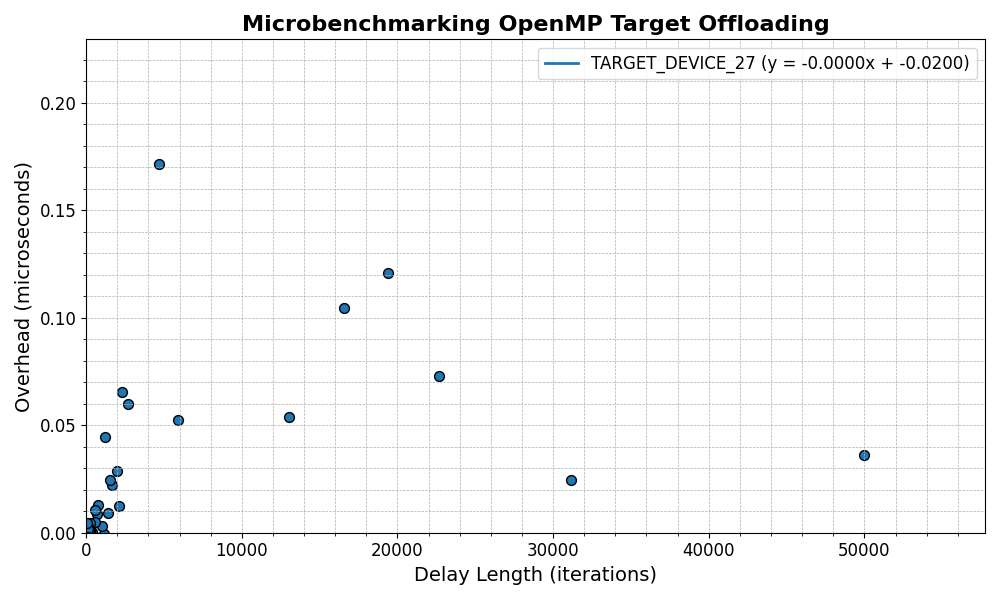 Microbenchmarking OpenMP Target Offloading
TARGET_DEVICE_27 (y = -0.0000x + -0.0200)
Overhead (microseconds)
0.20
0.15
0.10
0.05
0.00
0 10000 20000 30000 40000 50000
Delay Length (iterations)